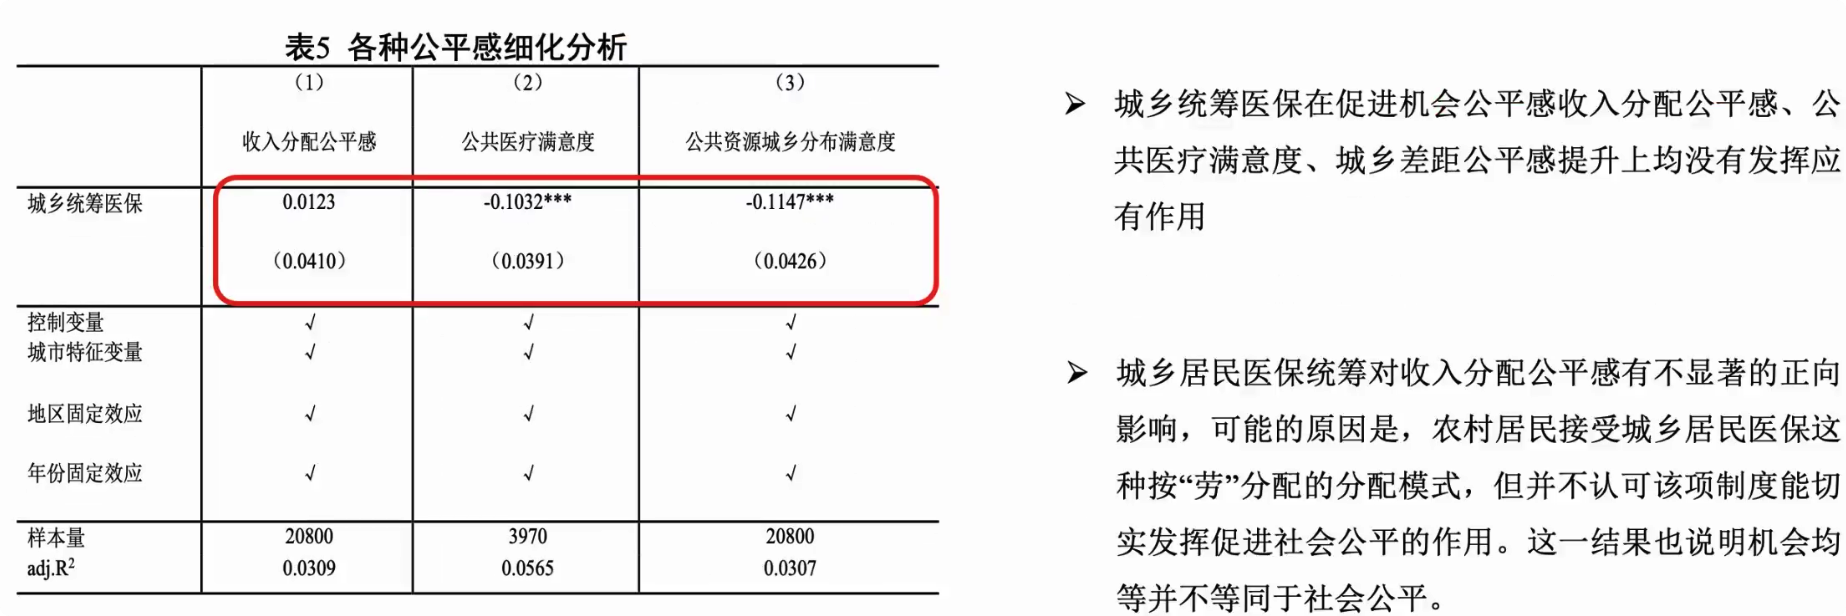 表5 各种公平感细化分析
（1） （2） （3）
收入分配公平感 公共医疗满意度 公共资源城乡分布满意度
城乡统筹医保 0.0123 -0.1032*** -0.1147***
（0.0410） （0.0391） （0.0426）
控制变量 √ √ √
城市特征变量 √ √ √
地区固定效应 √ √ √
年份固定效应 √ √ √
样本量 20800 3970 20800
adj.R² 0.0309 0.0565 0.0307
➢ 城乡统筹医保在促进机会公平感收入分配公平感、公
共医疗满意度、城乡差距公平感提升上均没有发挥应
有作用
➢ 城乡居民医保统筹对收入分配公平感有不显著的正向
影响，可能的原因是，农村居民接受城乡居民医保这
种按“劳”分配的分配模式，但并不认可该项制度能切
实发挥促进社会公平的作用。这一结果也说明机会均
等并不等同于社会公平。